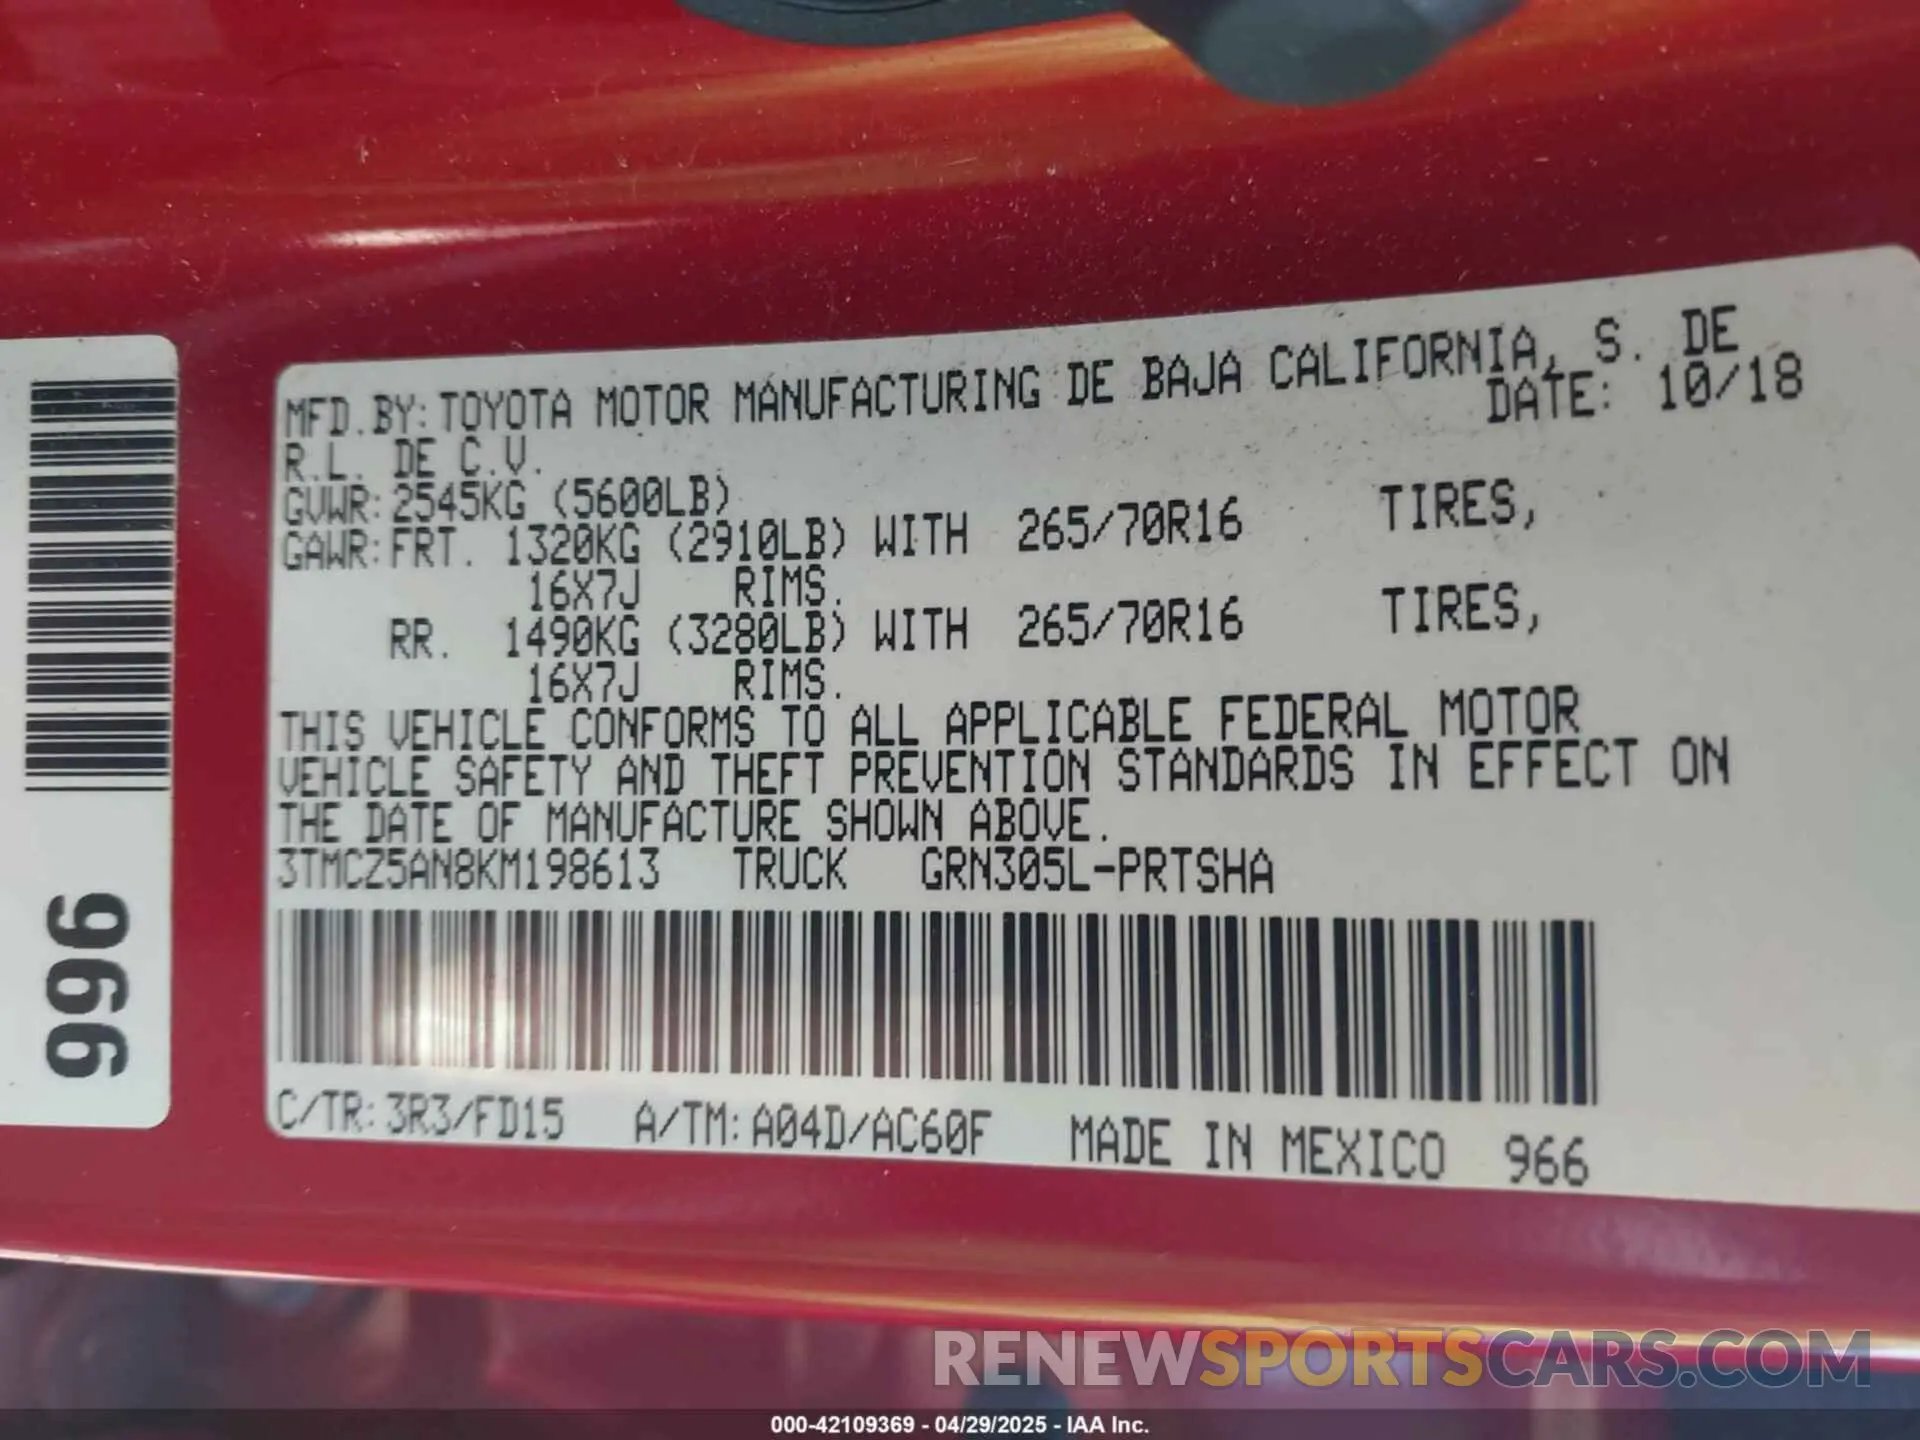 MFD.BY: TOYOTA MOTOR MANUFACTURING DE BAJA CALIFORNIA, S. DE
R.L. DE C.V. DATE: 10/18
GVWR: 2545KG (5600LB)
GAWR: FRT. 1320KG (2910LB) WITH 265/70R16 TIRES,
16X7J RIMS.
RR. 1490KG (3280LB) WITH 265/70R16 TIRES,
16X7J RIMS.
THIS VEHICLE CONFORMS TO ALL APPLICABLE FEDERAL MOTOR
VEHICLE SAFETY AND THEFT PREVENTION STANDARDS IN EFFECT ON
THE DATE OF MANUFACTURE SHOWN ABOVE.
3TMCZ5AN8KM198613 TRUCK GRN305L-PRTSHA
C/TR: 3R3/FD15 A/TM: A04D/AC60F MADE IN MEXICO 966
966
RENEWSPORTSCARS.COM
000-42109369 - 04/29/2025 - IAA Inc.